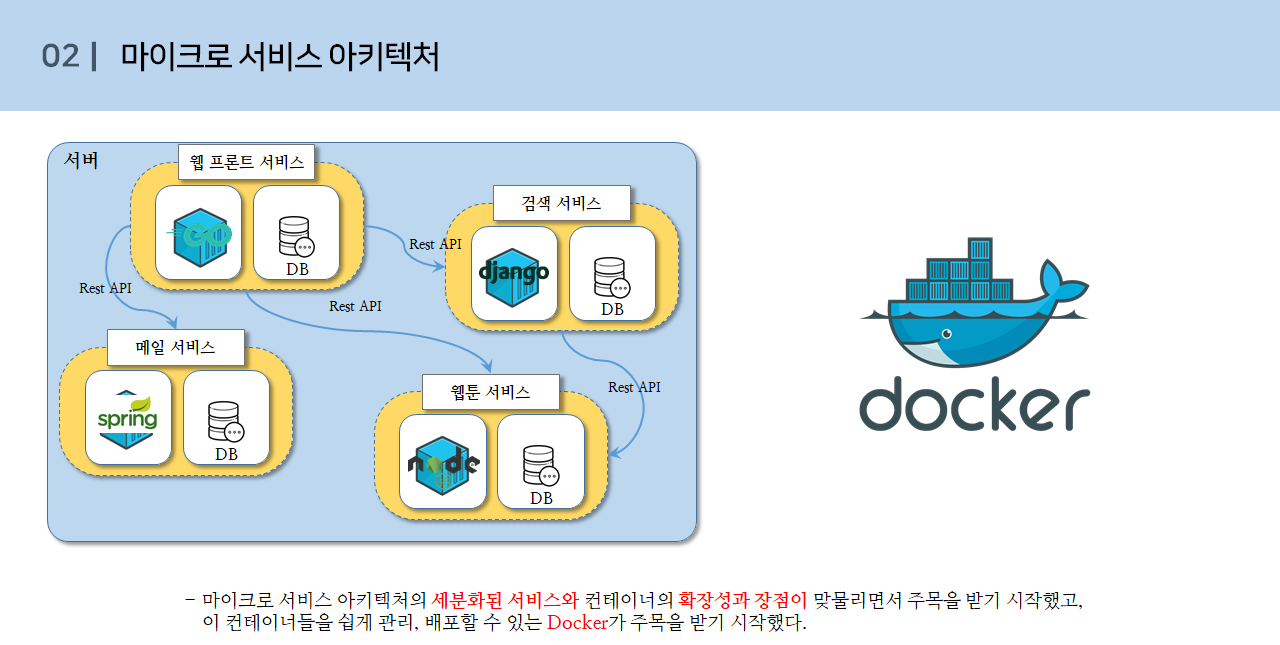 02 | 마이크로 서비스 아키텍처
서버
웹 프론트 서비스
GO
DB
Rest API
검색 서비스
django
DB
Rest API
Rest API
메일 서비스
spring
DB
웹툰 서비스
node
DB
Rest API
docker
- 마이크로 서비스 아키텍처의 세분화된 서비스와 컨테이너의 확장성과 장점이 맞물리면서 주목을 받기 시작했고,
이 컨테이너들을 쉽게 관리, 배포할 수 있는 Docker가 주목을 받기 시작했다.